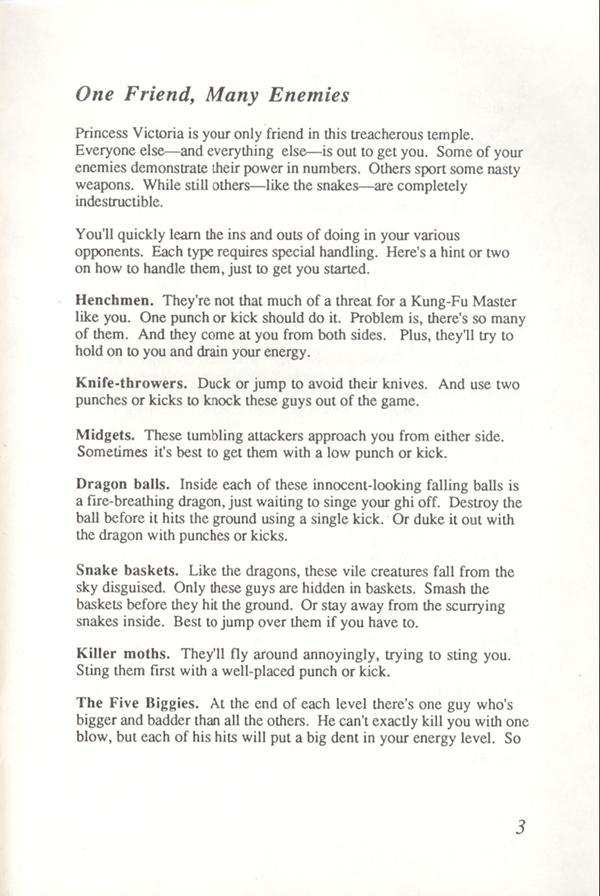 One Friend, Many Enemies
Princess Victoria is your only friend in this treacherous temple.
Everyone else—and everything else—is out to get you. Some of your
enemies demonstrate their power in numbers. Others sport some nasty
weapons. While still others—like the snakes—are completely
indestructible.
You'll quickly learn the ins and outs of doing in your various
opponents. Each type requires special handling. Here's a hint or two
on how to handle them, just to get you started.
Henchmen. They're not that much of a threat for a Kung-Fu Master
like you. One punch or kick should do it. Problem is, there's so many
of them. And they come at you from both sides. Plus, they'll try to
hold on to you and drain your energy.
Knife-throwers. Duck or jump to avoid their knives. And use two
punches or kicks to knock these guys out of the game.
Midgets. These tumbling attackers approach you from either side.
Sometimes it's best to get them with a low punch or kick.
Dragon balls. Inside each of these innocent-looking falling balls is
a fire-breathing dragon, just waiting to singe your ghi off. Destroy the
ball before it hits the ground using a single kick. Or duke it out with
the dragon with punches or kicks.
Snake baskets. Like the dragons, these vile creatures fall from the
sky disguised. Only these guys are hidden in baskets. Smash the
baskets before they hit the ground. Or stay away from the scurrying
snakes inside. Best to jump over them if you have to.
Killer moths. They'll fly around annoyingly, trying to sting you.
Sting them first with a well-placed punch or kick.
The Five Biggies. At the end of each level there's one guy who's
bigger and badder than all the others. He can't exactly kill you with one
blow, but each of his hits will put a big dent in your energy level. So
3